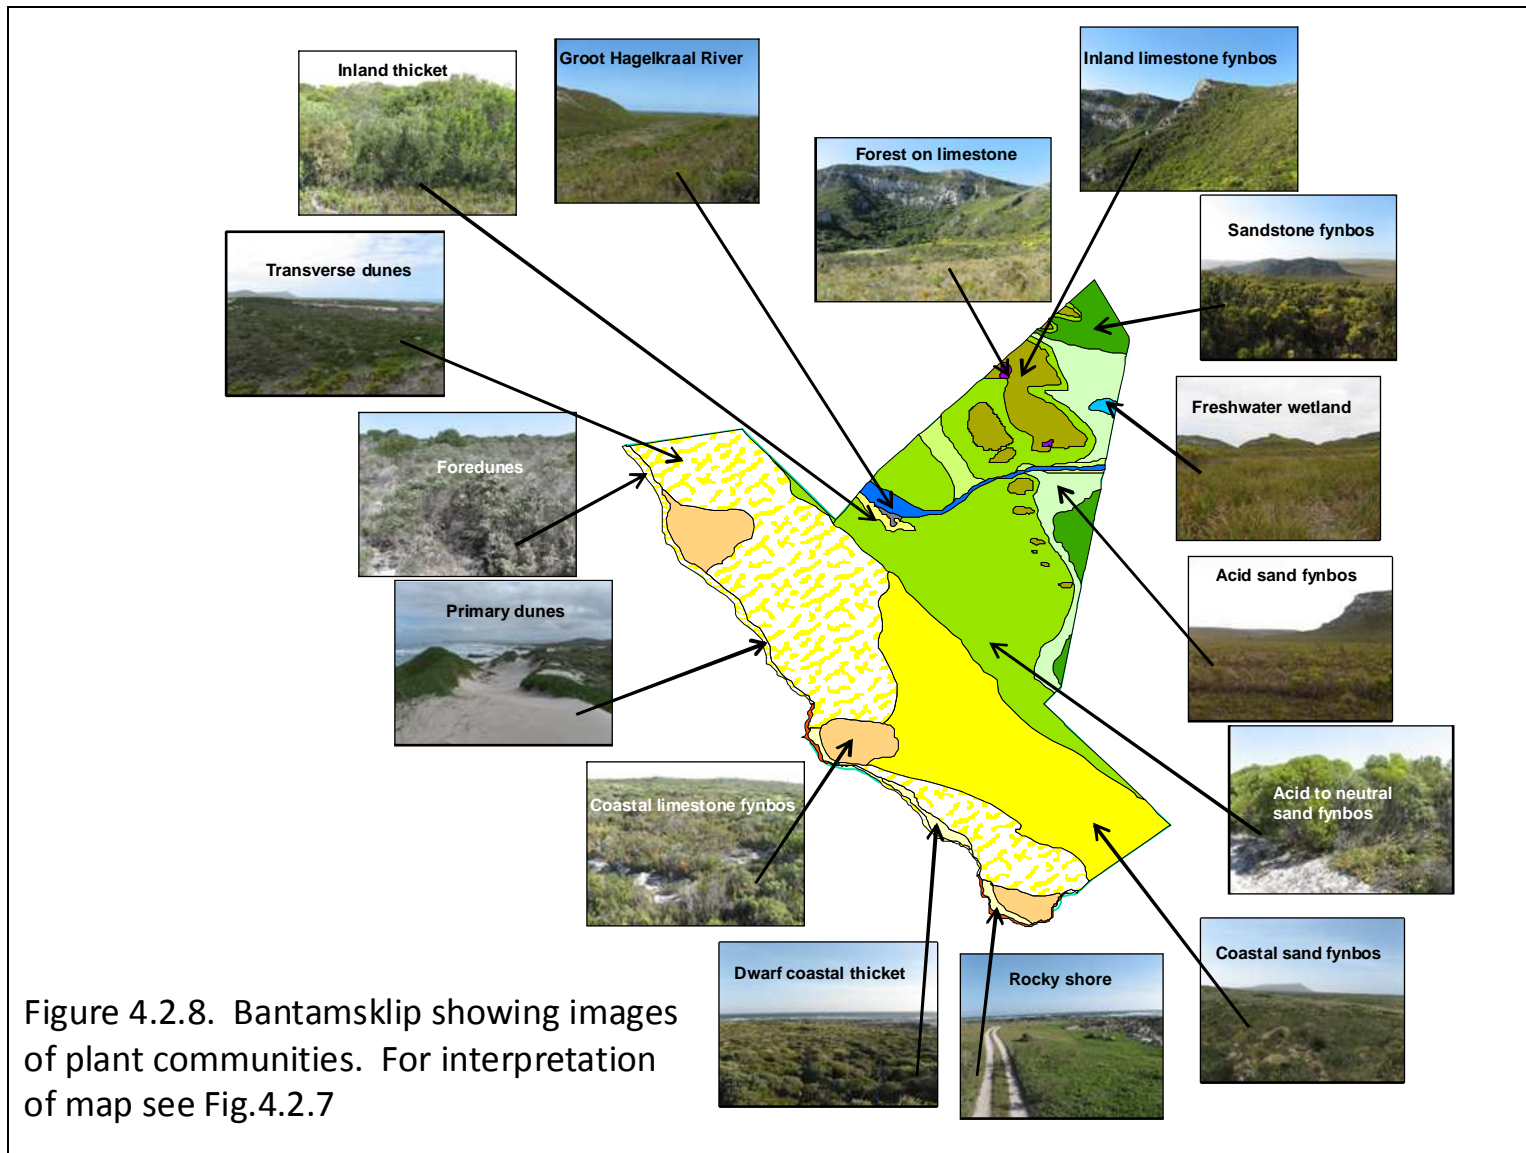 Inland thicket
Groot Hagelkraal River
Inland limestone fynbos
Forest on limestone
Sandstone fynbos
Transverse dunes
Freshwater wetland
Foredunes
Acid sand fynbos
Primary dunes
Acid to neutral
sand fynbos
Coastal limestone fynbos
Coastal sand fynbos
Dwarf coastal thicket
Rocky shore
Figure 4.2.8. Bantamsklip showing images
of plant communities. For interpretation
of map see Fig.4.2.7